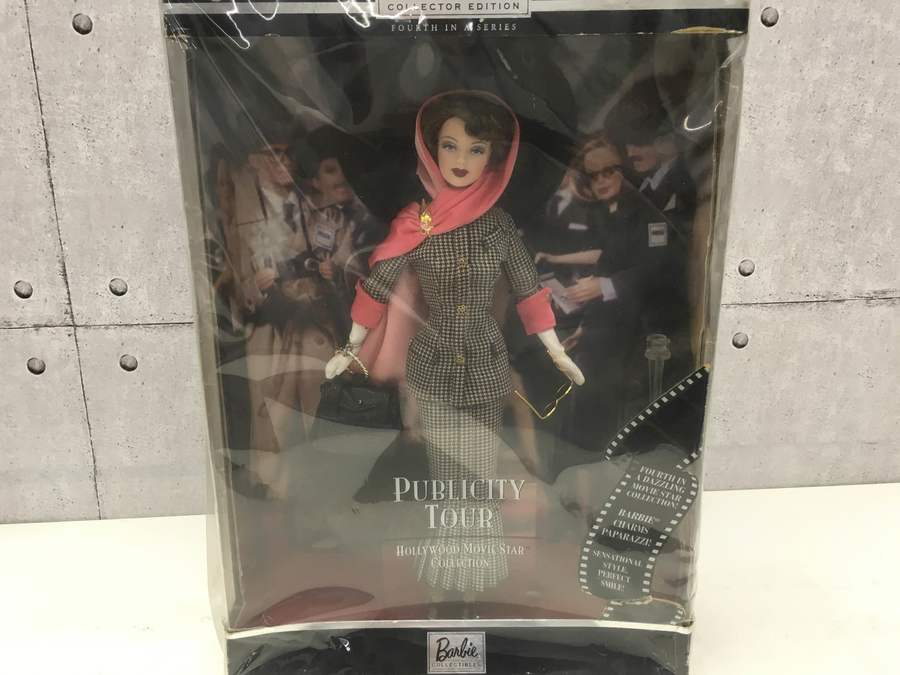 COLLECTOR EDITION
FOURTH IN A SERIES
PUBLICITY
TOUR
HOLLYWOOD MOVIE STAR
COLLECTION
FOURTH IN
A DAZZLING
MOVIE STAR
COLLECTION!
BARBIE®
CHARMS
PAPARAZZI!
SENSATIONAL
STYLE,
PERFECT
SMILE!
Barbie
COLLECTIBLES